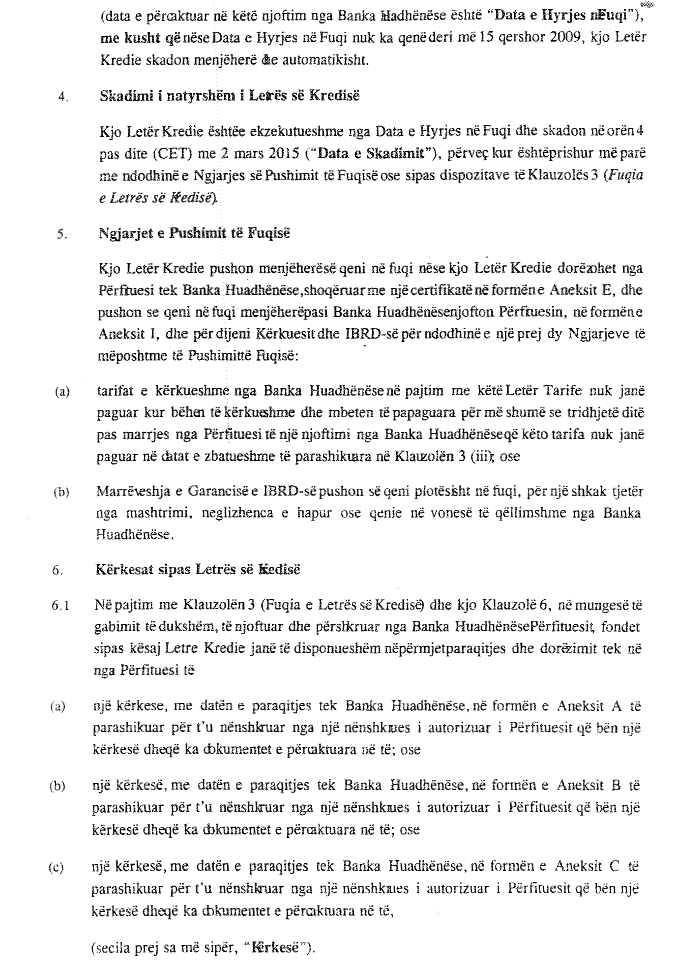 (data e përcaktuar në këtë njoftim nga Banka Huadhënëse është “Data e Hyrjes në Fuqi”),
me kusht që nëse Data e Hyrjes në Fuqi nuk ka qenë deri më 15 qershor 2009, kjo Letër
Kredie skadon menjëherë dhe automatikisht.
4. Skadimi i natyrshëm i Letrës së Kredisë
Kjo Letër Kredie është e ekzekutueshme nga Data e Hyrjes në Fuqi dhe skadon në orën 4
pas dite (CET) me 2 mars 2015 (“Data e Skadimit”), përveç kur është prishur më parë
me ndodhinë e Ngjarjes së Pushimit të Fuqisë ose sipas dispozitave të Klauzolës 3 (Fuqia
e Letrës së Kredisë).
5. Ngjarjet e Pushimit të Fuqisë
Kjo Letër Kredie pushon menjëherë së qeni në fuqi nëse kjo Letër Kredie dorëzohet nga
Përfituesi tek Banka Huadhënëse, shoqëruar me një certifikatë në formën e Aneksit E, dhe
pushon se qeni në fuqi menjëherë pasi Banka Huadhënës enjofton Përfituesin, në formën e
Aneksit I, dhe për dijeni Kërkuesit dhe IBRD-së për ndodhinë e një prej dy Ngjarjeve të
mëposhtme të Pushimit të Fuqisë:
(a) tarifat e kërkueshme nga Banka Huadhënëse në pajtim me këtë Letër Tarife nuk janë
paguar kur bëhen të kërkueshme dhe mbeten të papaguara për më shumë se tridhjetë ditë
pas marrjes nga Përfituesi të një njoftimi nga Banka Huadhënëse që këto tarifa nuk janë
paguar në datat e zbatueshme të parashikuara në Klauzolën 3 (iii); ose
(b) Marrëveshja e Garancisë e IBRD-së pushon së qeni plotësisht në fuqi, për një shkak tjetër
nga mashtrimi, neglizhenca e hapur ose qenie në vonesë të qëllimshme nga Banka
Huadhënëse.
6. Kërkesat sipas Letrës së Kredisë
6.1 Në pajtim me Klauzolën 3 (Fuqia e Letrës së Kredisë) dhe kjo Klauzolë 6, në mungesë të
gabimit të dukshëm, të njoftuar dhe përshkruar nga Banka Huadhënëse Përfituesit, fondet
sipas kësaj Letre Kredie janë të disponueshëm nëpërmjet paraqitjes dhe dorëzimit tek në
nga Përfituesi të
(a) një kërkese, me datën e paraqitjes tek Banka Huadhënëse, në formën e Aneksit A të
parashikuar për t’u nënshkruar nga një nënshkrues i autorizuar i Përfituesit që bën një
kërkesë dhe që ka dokumentet e përcaktuara në të; ose
(b) një kërkesë, me datën e paraqitjes tek Banka Huadhënëse, në formën e Aneksit B të
parashikuar për t’u nënshkruar nga një nënshkrues i autorizuar i Përfituesit që bën një
kërkesë dhe që ka dokumentet e përcaktuara në të; ose
(c) një kërkesë, me datën e paraqitjes tek Banka Huadhënëse, në formën e Aneksit C të
parashikuar për t’u nënshkruar nga një nënshkrues i autorizuar i Përfituesit që bën një
kërkesë dhe që ka dokumentet e përcaktuara në të,
(secila prej sa më sipër, “Kërkesë”).